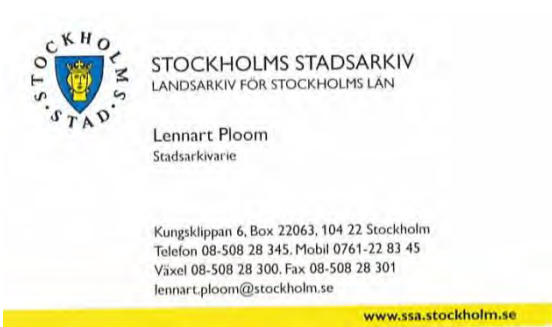 STOCKHOLMS STAD
STOCKHOLMS STADSARKIV
LANDSARKIV FÖR STOCKHOLMS LÄN
Lennart Ploom
Stadsarkivarie
Kungsklippan 6, Box 22063, 104 22 Stockholm
Telefon 08-508 28 345. Mobil 0761-22 83 45
Växel 08-508 28 300. Fax 08-508 28 301
lennart.ploom@stockholm.se
www.ssa.stockholm.se